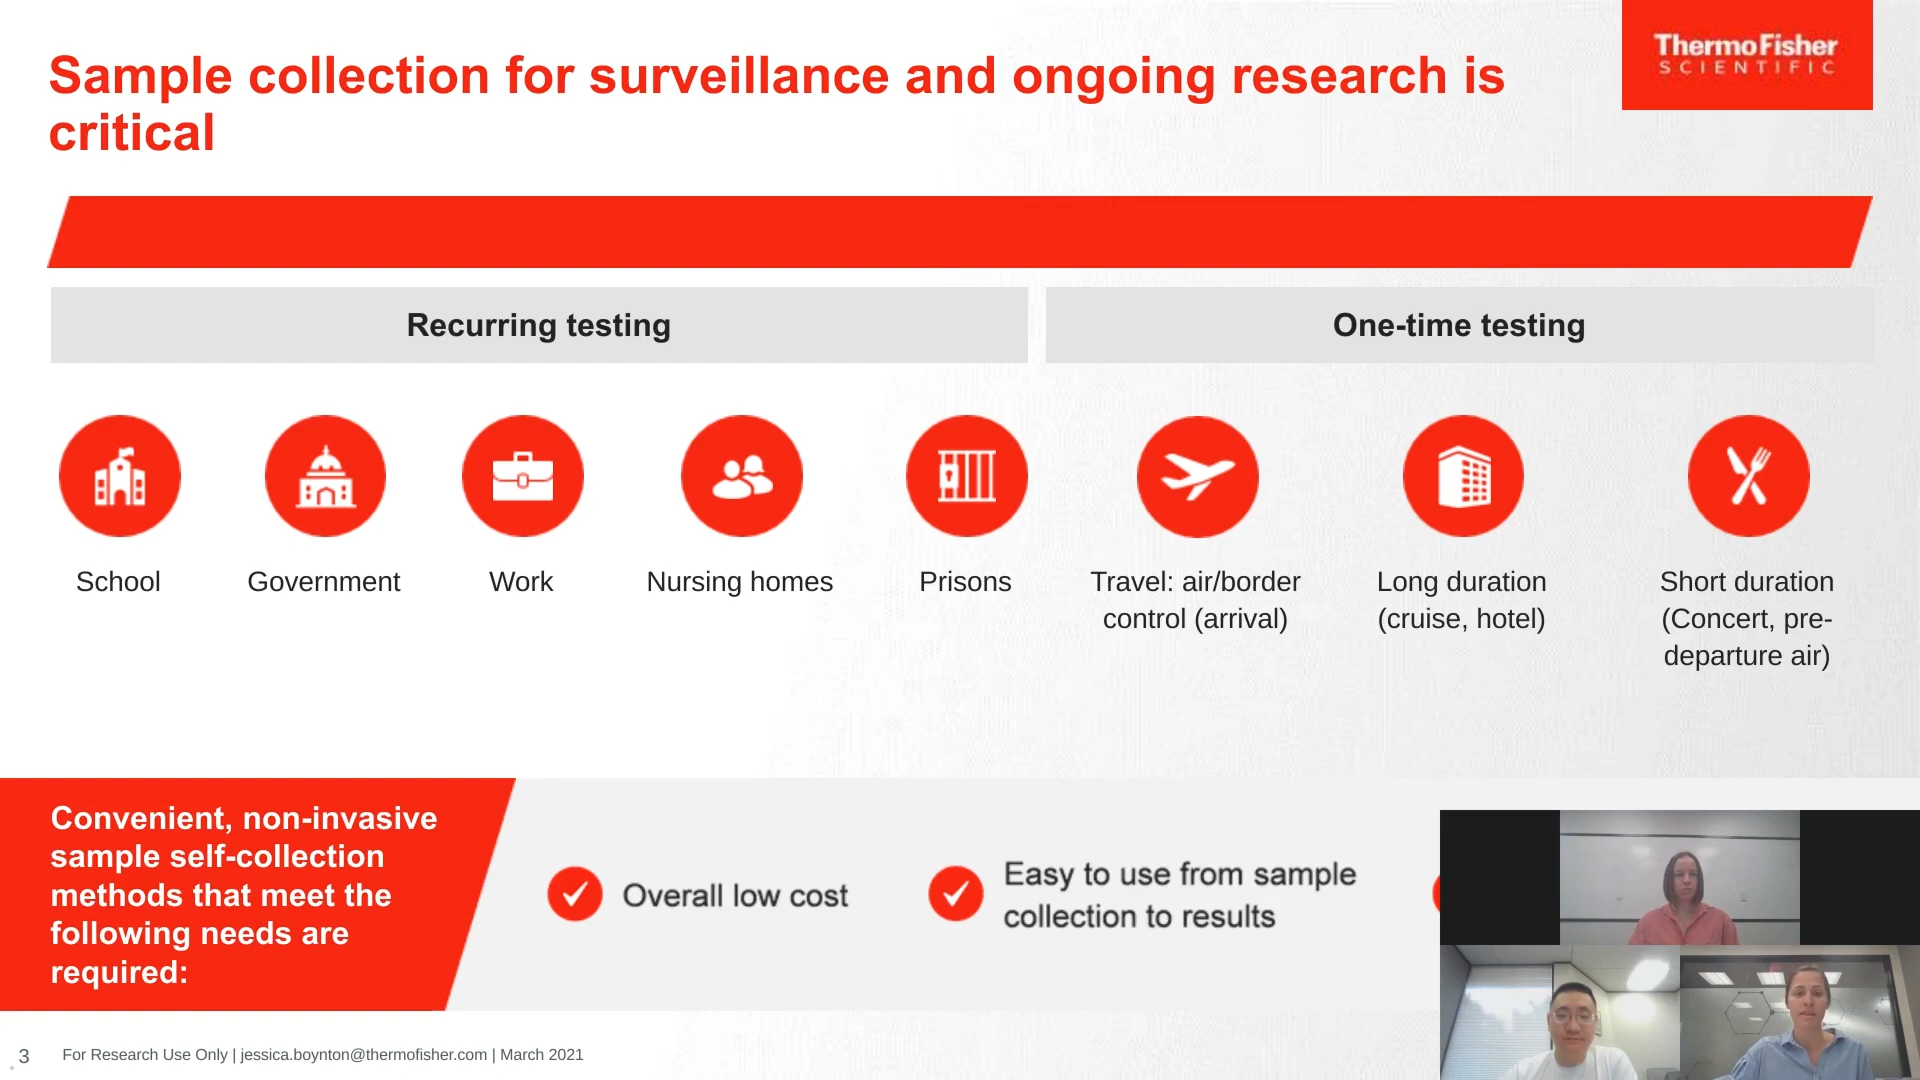 Sample collection for surveillance and ongoing research is
critical
ThermoFisher
SCIENTIFIC
Recurring testing
One-time testing
School
Government
Work
Nursing homes
Prisons
Travel: air/border
control (arrival)
Long duration
(cruise, hotel)
Short duration
(Concert, pre-
departure air)
Convenient, non-invasive
sample self-collection
methods that meet the
following needs are
required:
Overall low cost
Easy to use from sample
collection to results
3
For Research Use Only | jessica.boynton@thermofisher.com | March 2021